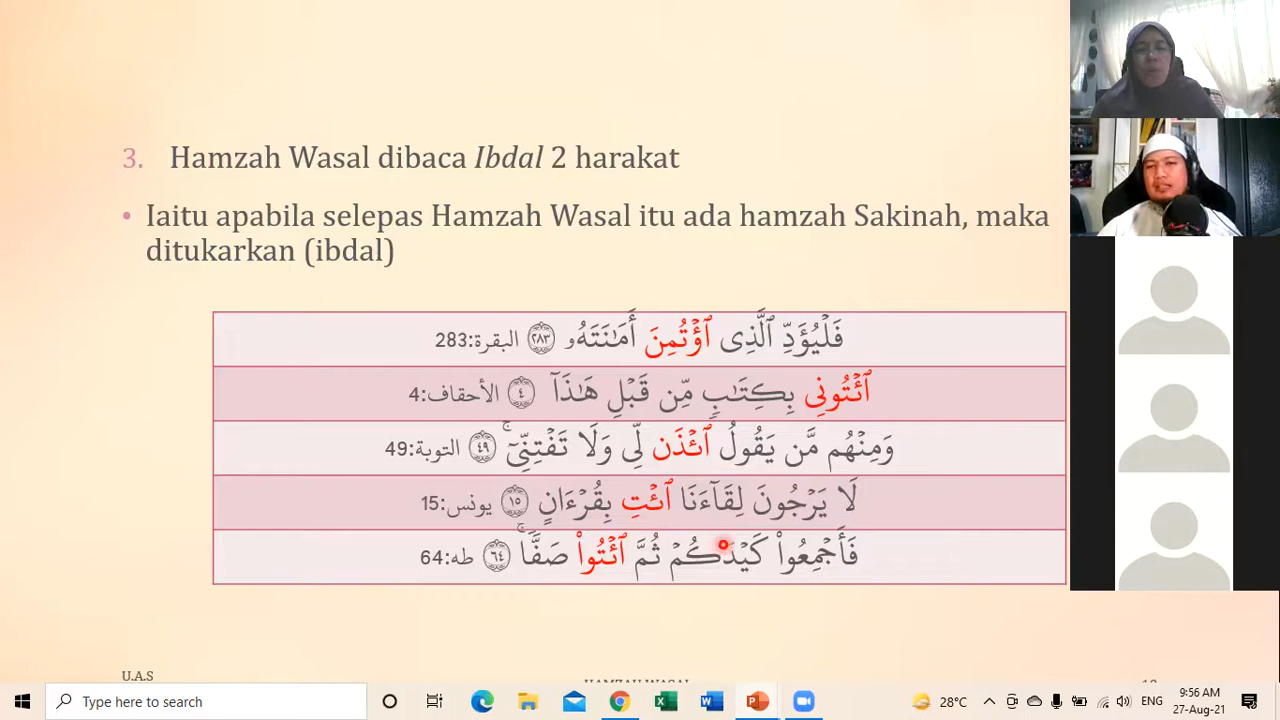 3. Hamzah Wasal dibaca Ibdal 2 harakat
• Iaitu apabila selepas Hamzah Wasal itu ada hamzah Sakinah, maka
ditukarkan (ibdal)
فَلْيُؤَدِّ ٱلَّذِى ٱؤْتُمِنَ أَمَـٰنَتَهُۥ ﴿٢٨٣﴾ البقرة:283
ٱئْتُونِى بِكِتَـٰبٍ مِّن قَبْلِ هَـٰذَآ ﴿٤﴾ الأحقاف:4
وَمِنْهُم مَّن يَقُولُ ٱئْذَن لِّى وَلَا تَفْتِنِّىٓ ۚ ﴿٤٩﴾ التوبة:49
لَا يَرْجُونَ لِقَآءَنَا ٱئْتِ بِقُرْءَانٍ ﴿١٥﴾ يونس:15
فَأَجْمِعُوا۟ كَيْدَكُمْ ثُمَّ ٱئْتُوا۟ صَفًّا ۚ ﴿٦٤﴾ طه:64
U.A.S
HAMZAH WASAL
Type here to search
28°C
ENG
9:56 AM
27-Aug-21